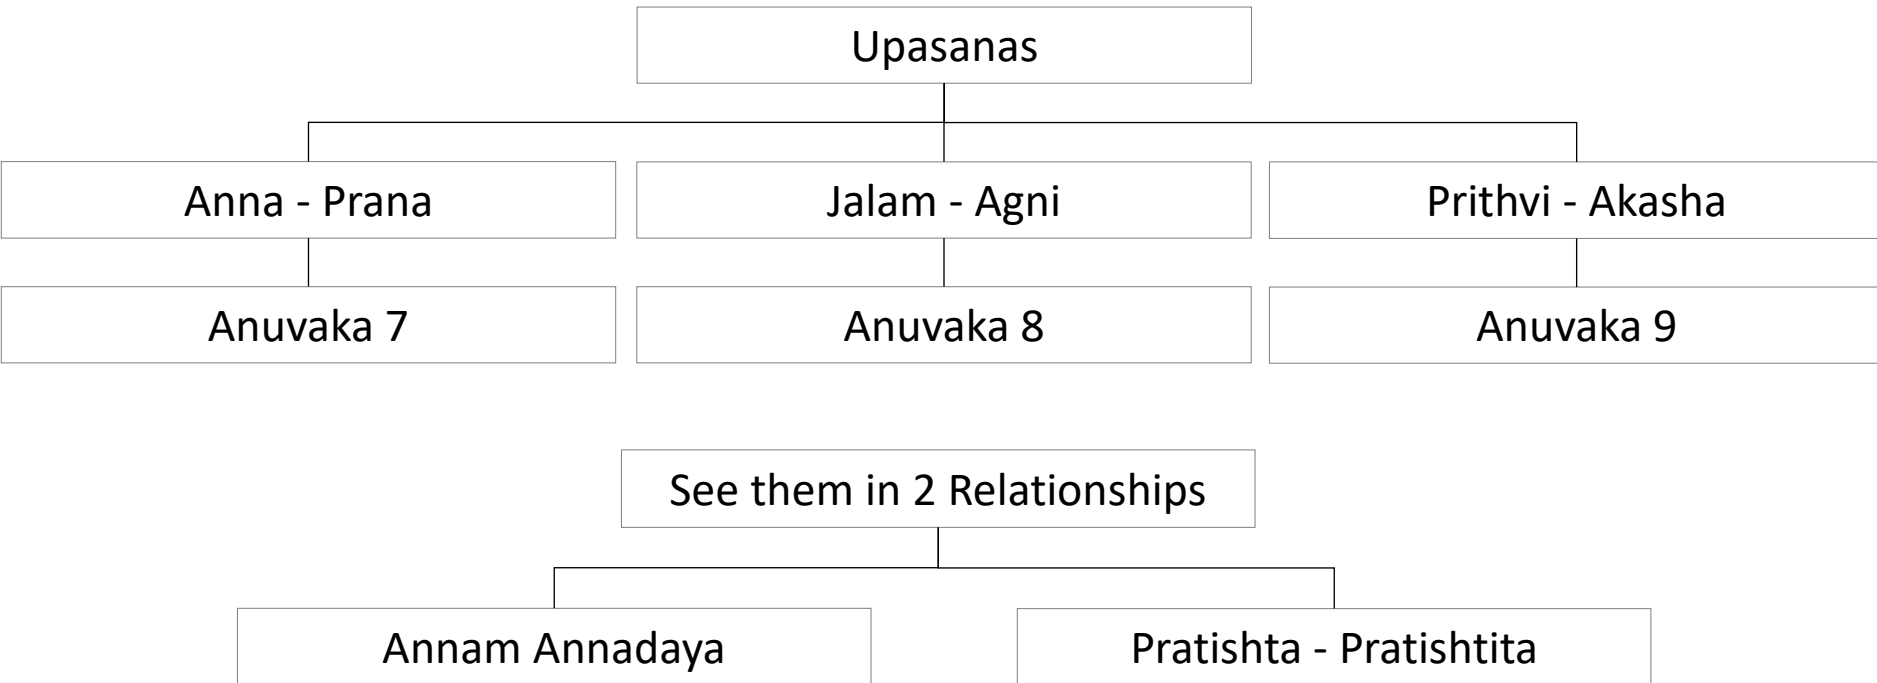 Upasanas
Anna - Prana
Jalam - Agni
Prithvi - Akasha
Anuvaka 7
Anuvaka 8
Anuvaka 9
See them in 2 Relationships
Annam Annadaya
Pratishta - Pratishtita